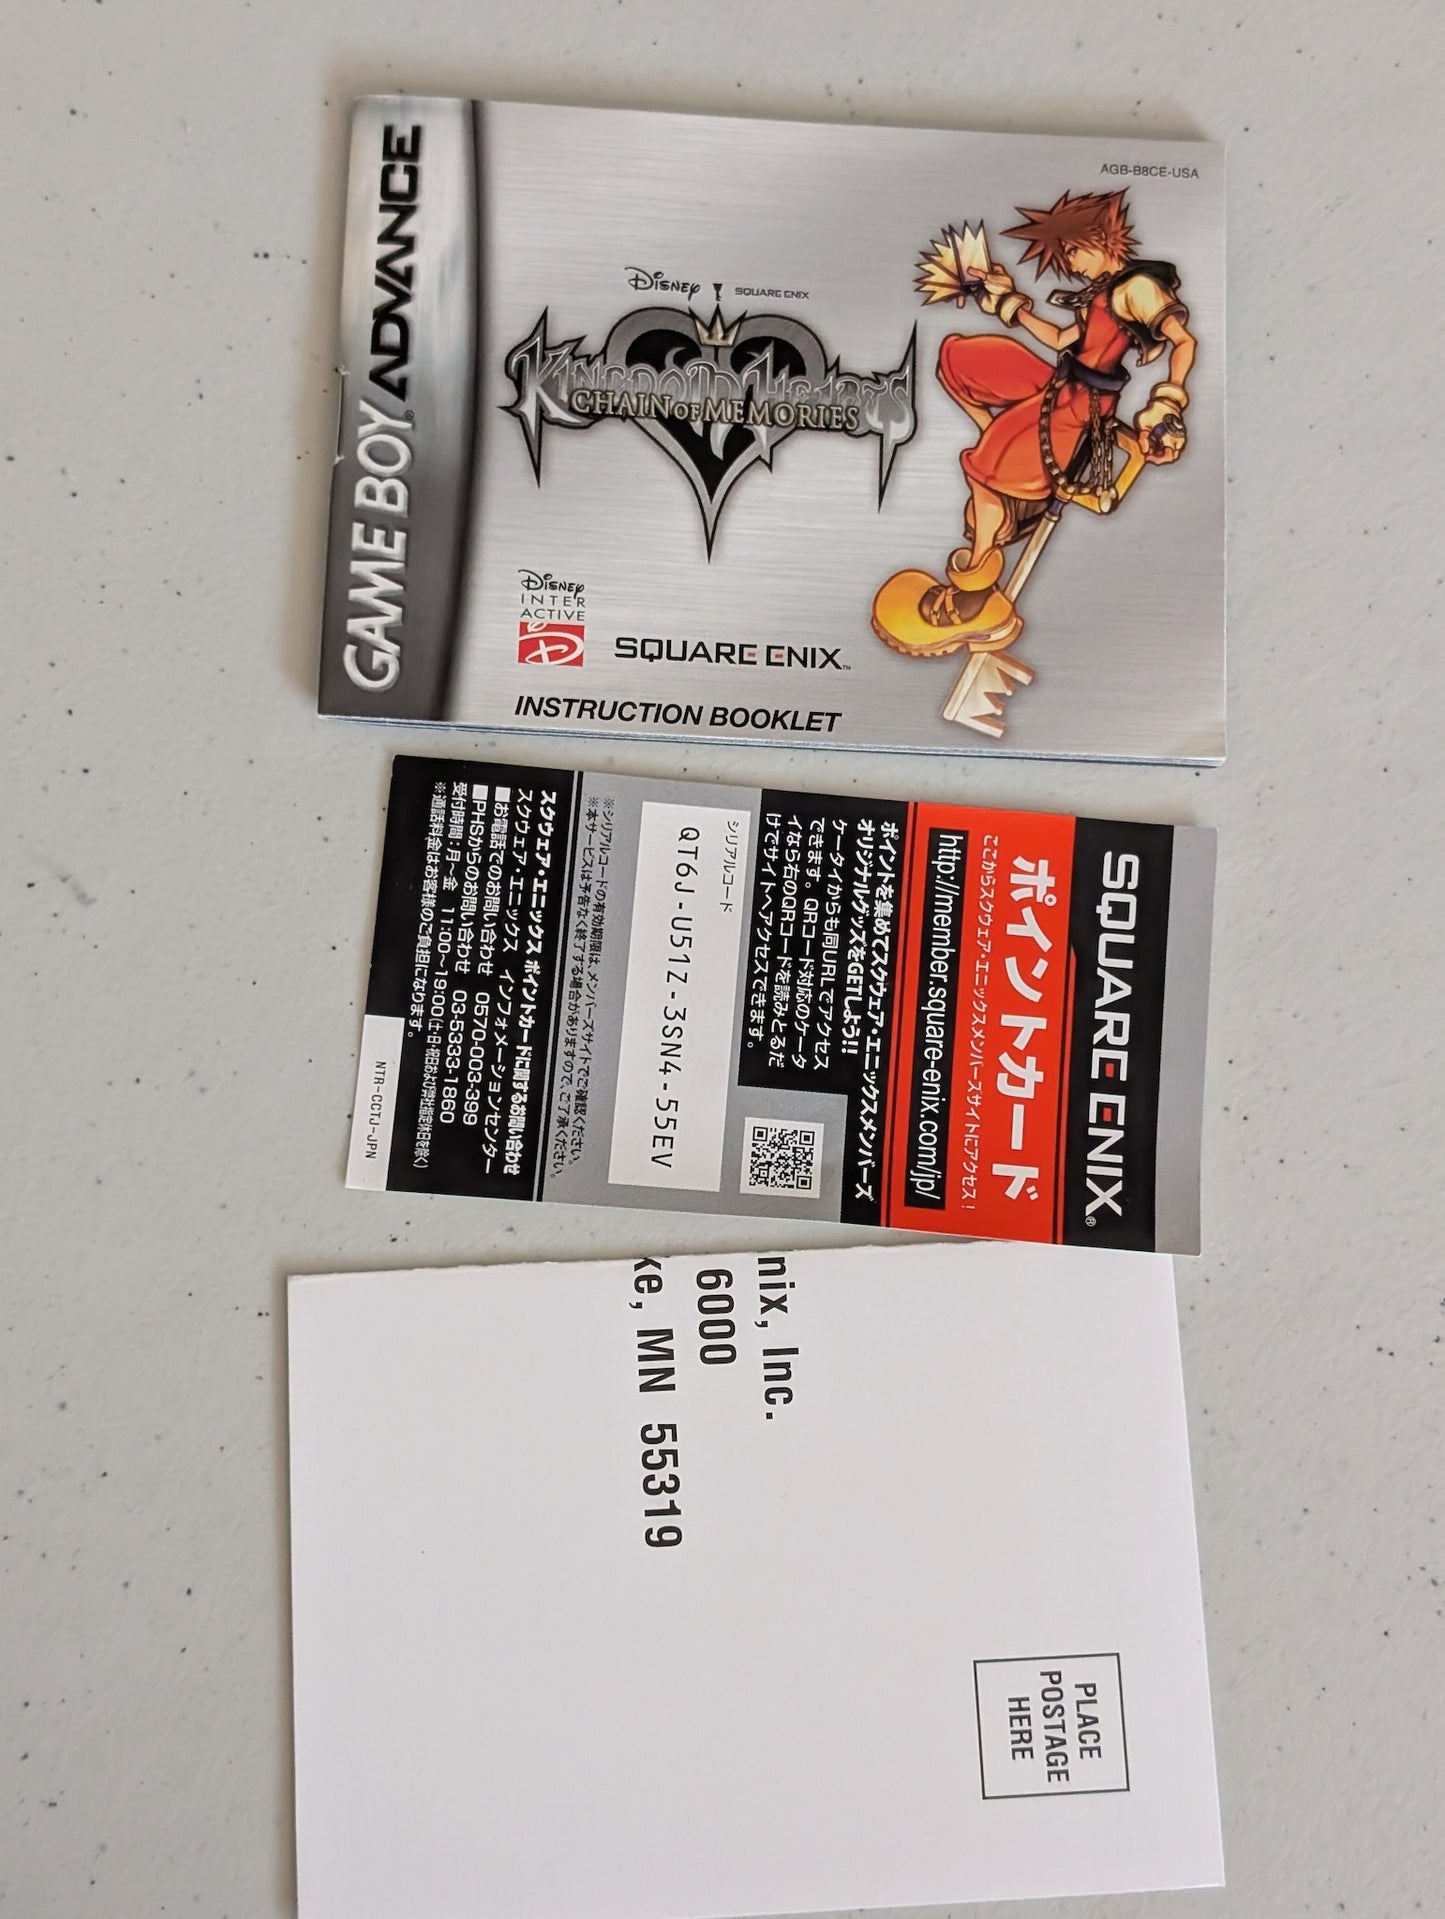 GAME BOY ADVANCE
AGB-B8CE-USA
Disney SQUARE ENIX
KINGDOM HEARTS
CHAIN OF MEMORIES
Disney
INTER
ACTIVE
SQUARE ENIX™
INSTRUCTION BOOKLET
SQUARE ENIX®
ポイントカード
ここからスクウェア・エニックスメンバーズサイトにアクセス!
http://member.square-enix.com/jp/
ポイントを集めてスクウェア・エニックスメンバーズ
オリジナルグッズをGETしよう!!
ケータイからも同URLでアクセス
できます。QRコード対応のケータ
イなら右のQRコードを読みとるだ
けでサイトへアクセスできます。
シリアルコード
QT6J-U51Z-3SN4-55EV
※シリアルコードの有効期限は、メンバーズサイトでご確認ください。
※本サービスは予告なく終了する場合がありますので、ご了承ください。
スクウェア・エニックス ポイントカードに関するお問い合わせ
スクウェア・エニックス インフォメーションセンター
■お電話でのお問い合わせ 0570-003-399
■PHSからのお問い合わせ 03-5333-1860
受付時間:月~金 11:00~19:00(土・日・祝日および弊社指定休日を除く)
※通話料金はお客様のご負担になります。
NTR-CCTJ-JPN
nix, Inc.
6000
ke, MN 55319
PLACE
POSTAGE
HERE